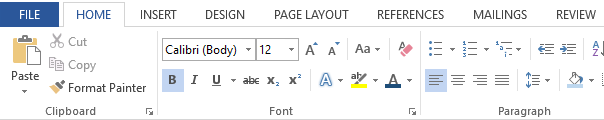 FILE HOME INSERT DESIGN PAGE LAYOUT REFERENCES MAILINGS REVIEW
Paste
Cut
Copy
Format Painter
Clipboard
Calibri (Body) 12 A A Aa A
B I U abc x₂ x² A ab A
Font
Paragraph